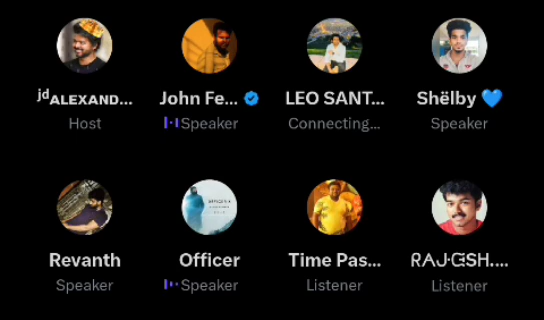 jdALEXAND... John Fe... LEO SANT... Shëlby 💙
Host Speaker Connecting... Speaker
Revanth Officer Time Pas... RAJ·GSH....
Speaker Speaker Listener Listener